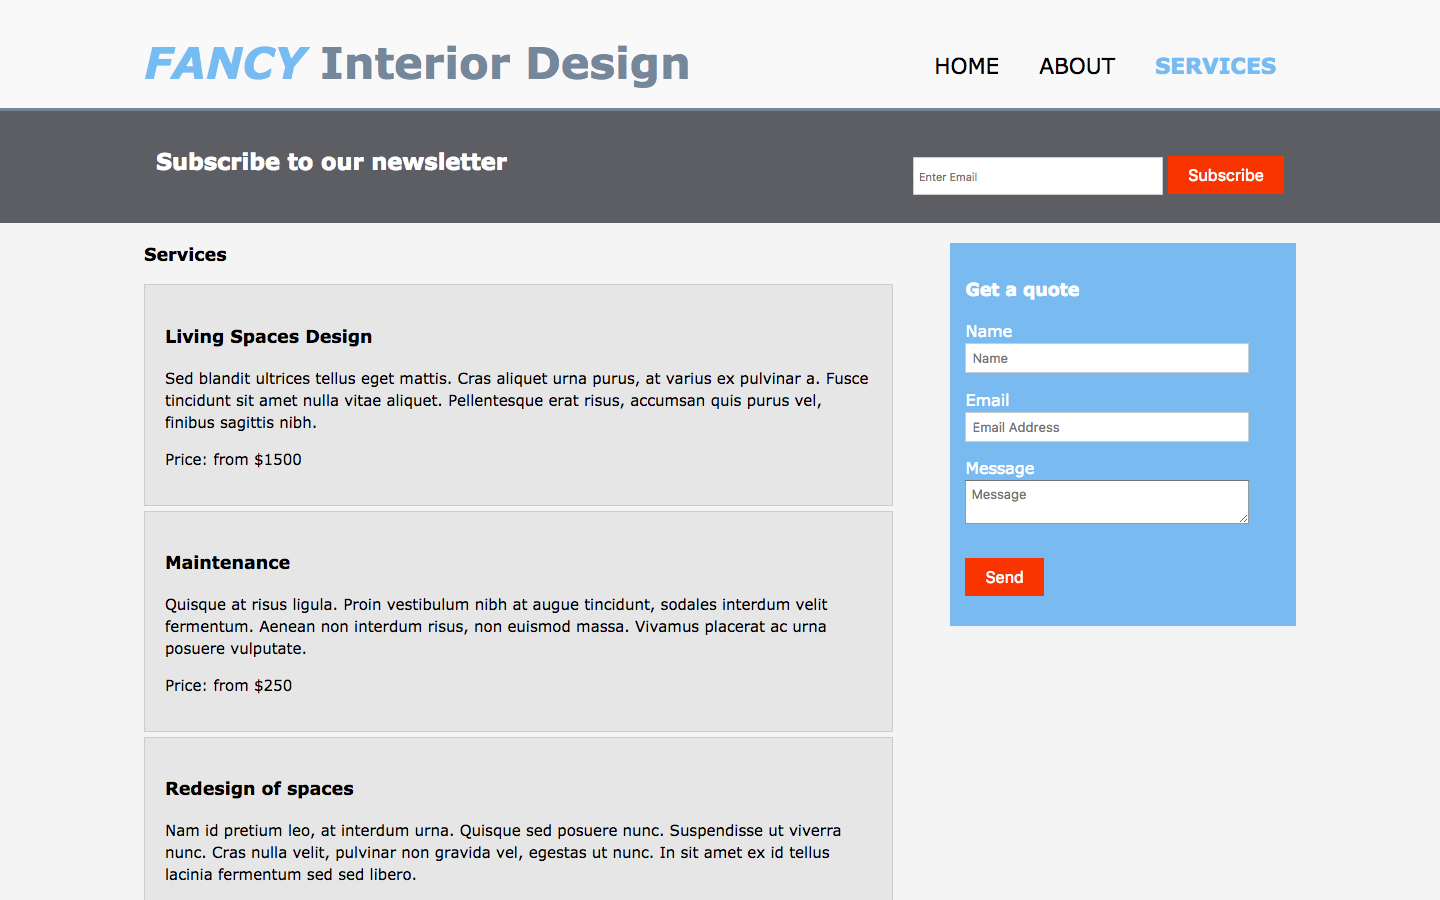 FANCY Interior Design
HOME ABOUT SERVICES
Subscribe to our newsletter
Enter Email
Subscribe
Services
Living Spaces Design
Sed blandit ultrices tellus eget mattis. Cras aliquet urna purus, at varius ex pulvinar a. Fusce
tincidunt sit amet nulla vitae aliquet. Pellentesque erat risus, accumsan quis purus vel,
finibus sagittis nibh.
Price: from $1500
Maintenance
Quisque at risus ligula. Proin vestibulum nibh at augue tincidunt, sodales interdum velit
fermentum. Aenean non interdum risus, non euismod massa. Vivamus placerat ac urna
posuere vulputate.
Price: from $250
Redesign of spaces
Nam id pretium leo, at interdum urna. Quisque sed posuere nunc. Suspendisse ut viverra
nunc. Cras nulla velit, pulvinar non gravida vel, egestas ut nunc. In sit amet ex id tellus
lacinia fermentum sed sed libero.
Get a quote
Name
Name
Email
Email Address
Message
Message
Send